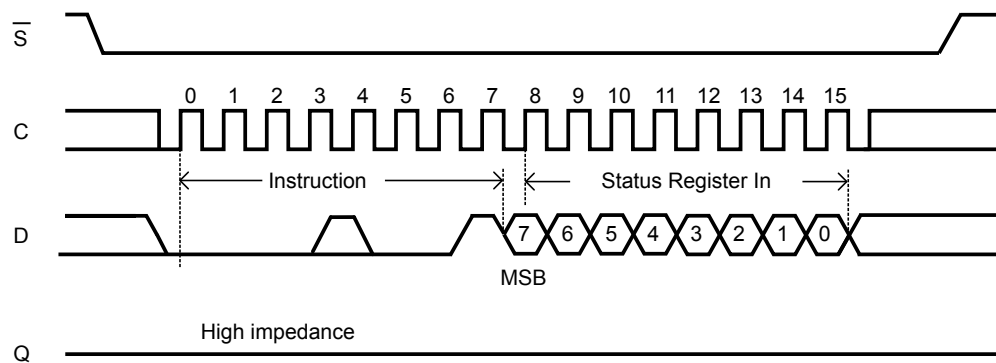 S
0 1 2 3 4 5 6 7 8 9 10 11 12 13 14 15
C
Instruction Status Register In
D 7 6 5 4 3 2 1 0
MSB
High impedance
Q